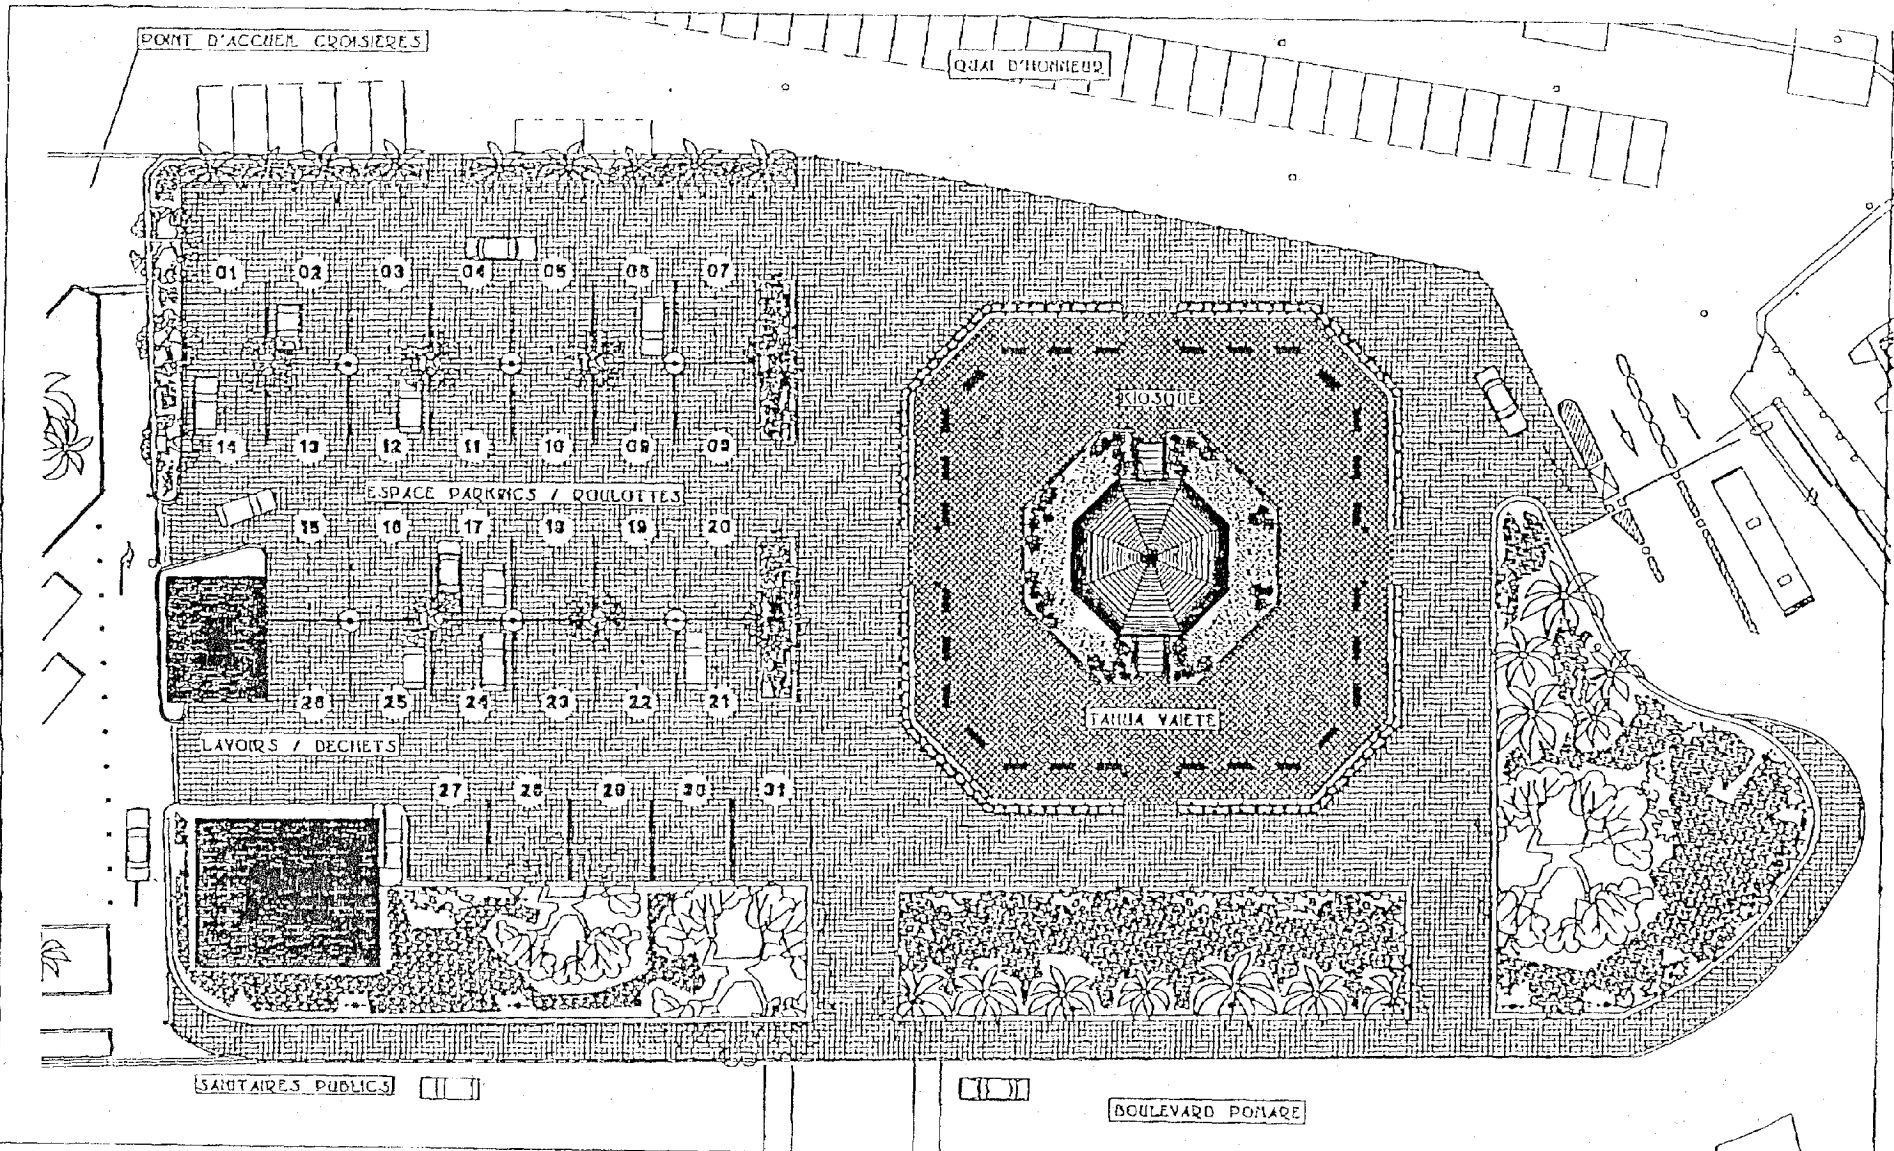 POINT D'ACCUEIL CROISIERES
QUAI D'HONNEUR
01 02 03 04 05 06 07
KIOSQUE
14 13 12 11 10 09 08
ESPACE PARKINGS / ROULOTTES
15 16 17 18 19 20
26 25 24 23 22 21
TAHUA VAIETE
LAVOIRS / DECHETS
27 28 29 30 31
SANITAIRES PUBLICS
BOULEVARD POMARE